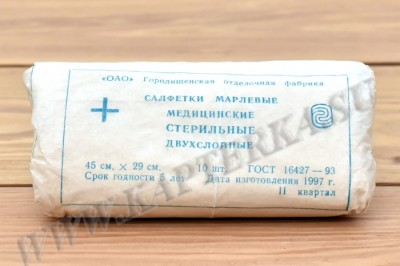 «ОАО» Городищенская отделочная фабрика
САЛФЕТКИ МАРЛЕВЫЕ
МЕДИЦИНСКИЕ
СТЕРИЛЬНЫЕ
ДВУХСЛОЙНЫЕ
45 см. × 29 см. 10 шт. ГОСТ 16427—93
Срок годности 5 лет Дата изготовления 1997 г.
II квартал
WWW.KAPTERKA.SU